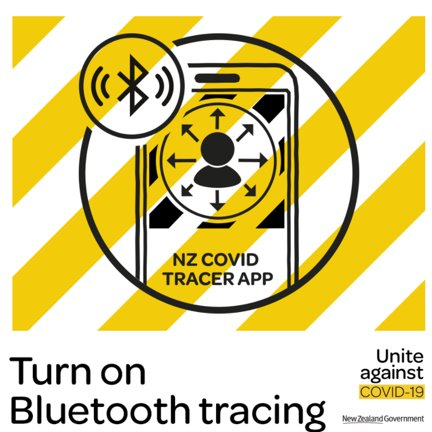 NZ COVID
TRACER APP
Turn on
Bluetooth tracing
Unite
against
COVID-19
New Zealand Government